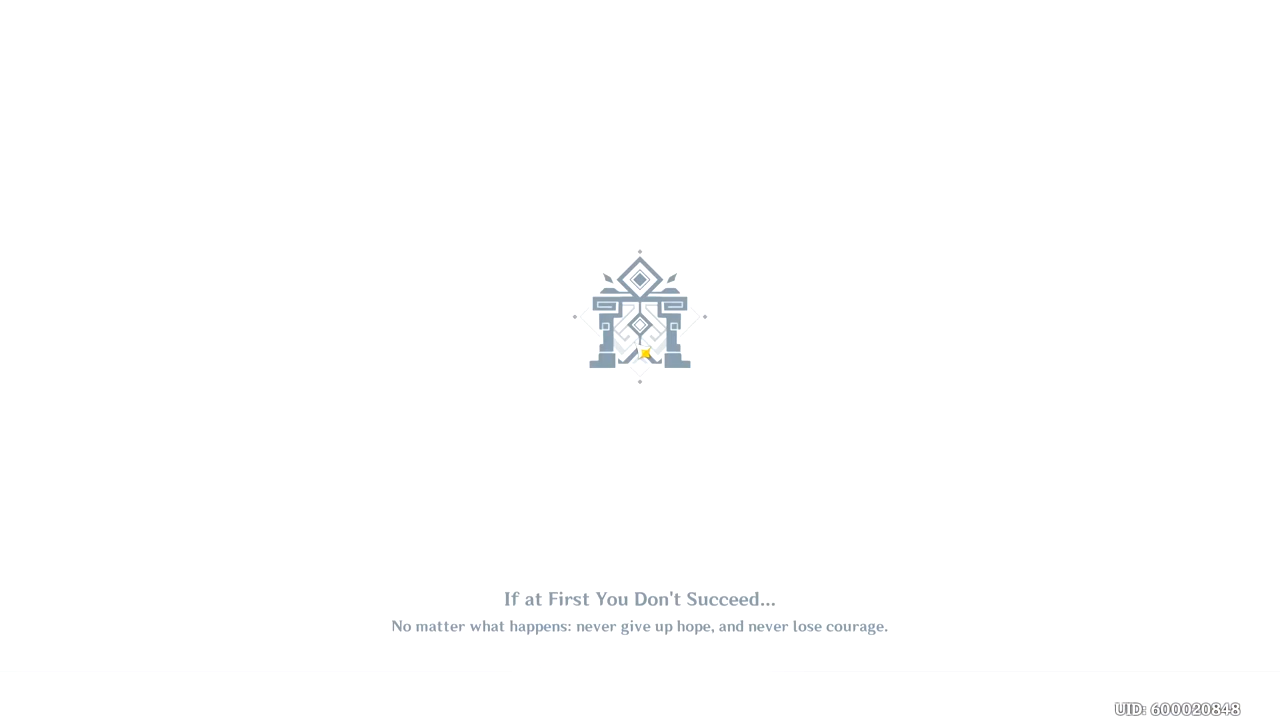 If at First You Don't Succeed...
No matter what happens: never give up hope, and never lose courage.
UID: 600020848